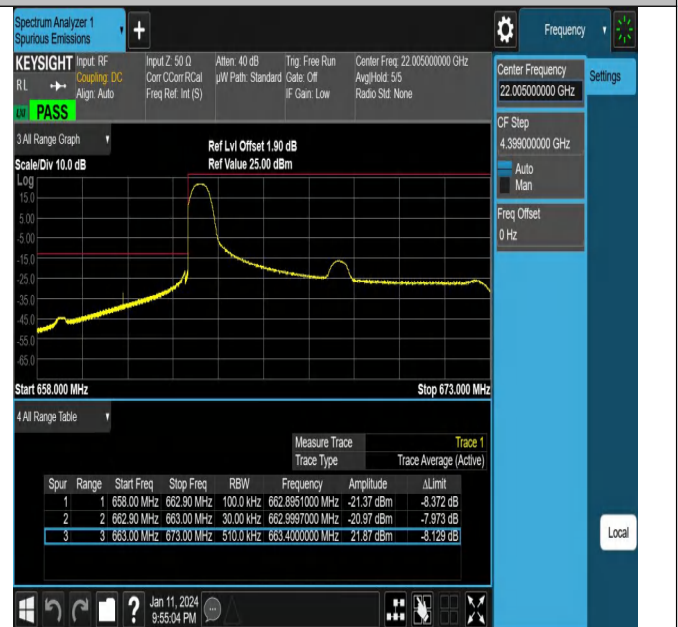 Spectrum Analyzer 1
Spurious Emissions
+
Frequency
KEYSIGHT
RL
PASS
Input: RF
Coupling: DC
Align: Auto
Input Z: 50 Ω
Corr CCorr RCal
Freq Ref: Int (S)
Atten: 40 dB
µW Path: Standard
Trig: Free Run
Gate: Off
IF Gain: Low
Center Freq: 22.005000000 GHz
Avg|Hold: 5/5
Radio Std: None
Center Frequency
22.005000000 GHz
Settings
CF Step
4.399000000 GHz
Auto
Man
Freq Offset
0 Hz
3 All Range Graph
Scale/Div 10.0 dB
Ref Lvl Offset 1.90 dB
Ref Value 25.00 dBm
Log
15.0
5.00
-5.00
-15.0
-25.0
-35.0
-45.0
-55.0
-65.0
Start 658.000 MHz
Stop 673.000 MHz
4 All Range Table
Measure Trace Trace 1
Trace Type Trace Average (Active)
Spur Range Start Freq Stop Freq RBW Frequency Amplitude ΔLimit
1 1 658.00 MHz 662.90 MHz 100.0 kHz 662.8951000 MHz -21.37 dBm -8.372 dB
2 2 662.90 MHz 663.00 MHz 30.00 kHz 662.9997000 MHz -20.97 dBm -7.973 dB
3 3 663.00 MHz 673.00 MHz 510.0 kHz 663.4000000 MHz 21.87 dBm -8.129 dB
Local
?
Jan 11, 2024
9:55:04 PM